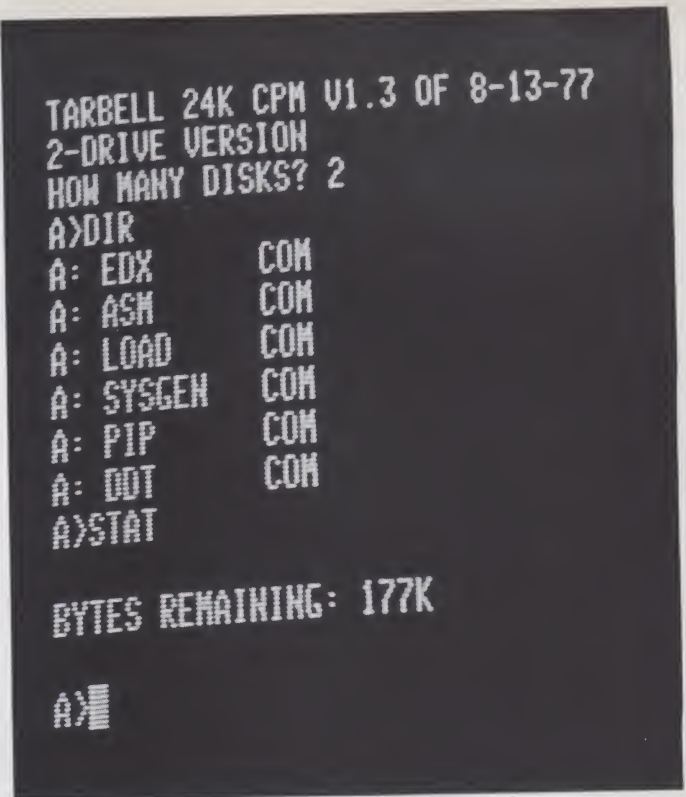 TARBELL 24K CPM V1.3 OF 8-13-77
2-DRIVE VERSION
HOW MANY DISKS? 2
A>DIR
A: EDX COM
A: ASM COM
A: LOAD COM
A: SYSGEN COM
A: PIP COM
A: DDT COM
A>STAT
BYTES REMAINING: 177K
A>